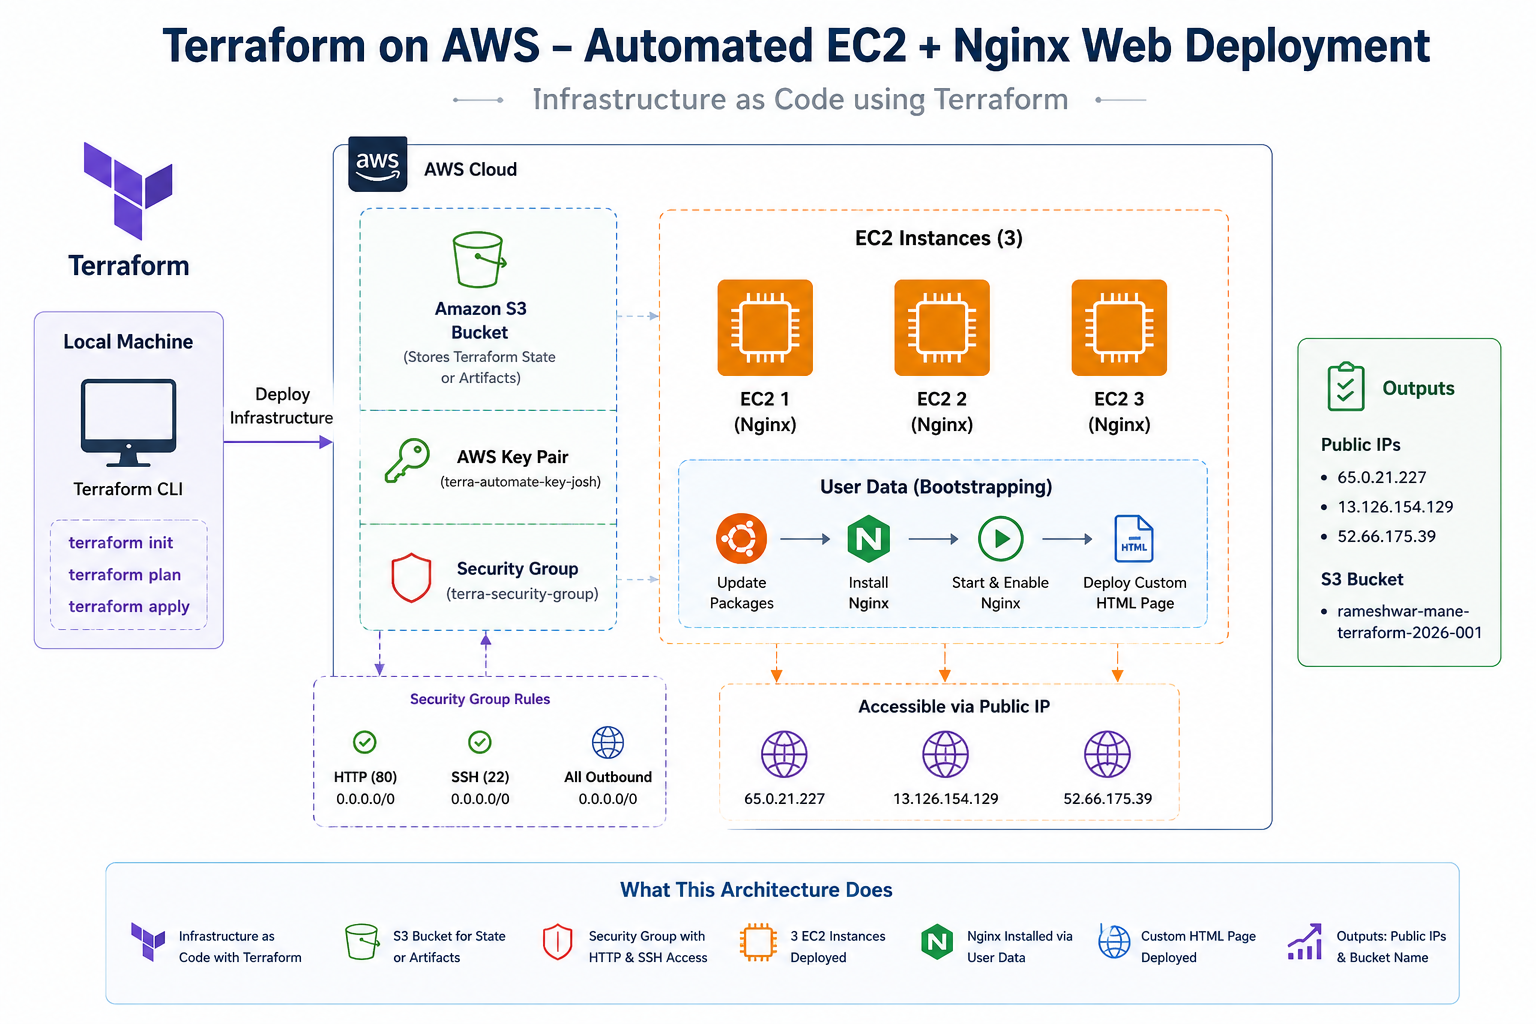 Terraform on AWS – Automated EC2 + Nginx Web Deployment
Infrastructure as Code using Terraform
Terraform
Local Machine
Terraform CLI
terraform init
terraform plan
terraform apply
Deploy
Infrastructure
aws
AWS Cloud
Amazon S3
Bucket
(Stores Terraform State
or Artifacts)
AWS Key Pair
(terra-automate-key-josh)
Security Group
(terra-security-group)
EC2 Instances (3)
EC2 1
(Nginx)
EC2 2
(Nginx)
EC2 3
(Nginx)
User Data (Bootstrapping)
N
HTML
Update
Packages
Install
Nginx
Start & Enable
Nginx
Deploy Custom
HTML Page
Security Group Rules
HTTP (80)
0.0.0.0/0
SSH (22)
0.0.0.0/0
All Outbound
0.0.0.0/0
Accessible via Public IP
65.0.21.227
13.126.154.129
52.66.175.39
Outputs
Public IPs
• 65.0.21.227
• 13.126.154.129
• 52.66.175.39
S3 Bucket
• rameshwar-mane-
terraform-2026-001
What This Architecture Does
Infrastructure as
Code with Terraform
S3 Bucket for State
or Artifacts
Security Group with
HTTP & SSH Access
3 EC2 Instances
Deployed
N
Nginx Installed via
User Data
Custom HTML Page
Deployed
Outputs: Public IPs
& Bucket Name